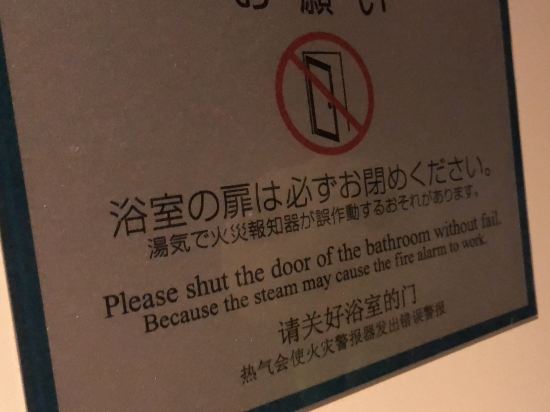 お願い
浴室の扉は必ずお閉めください。
湯気で火災報知器が誤作動するおそれがあります。
Please shut the door of the bathroom without fail.
Because the steam may cause the fire alarm to work.
请关好浴室的门
热气会使火灾警报器发出错误警报